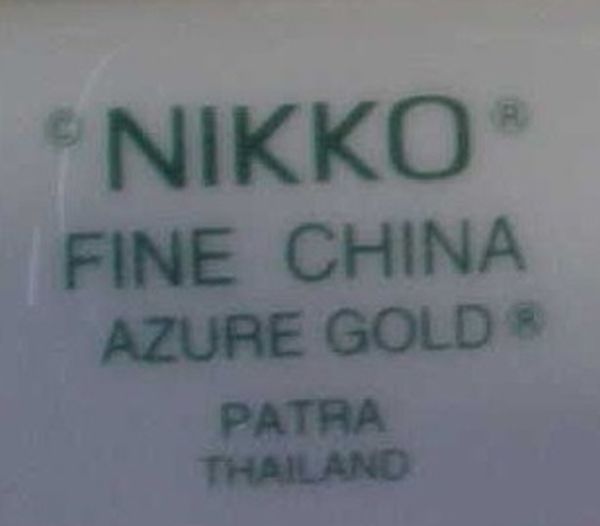 © NIKKO ®
FINE CHINA
AZURE GOLD ®
PATRA
THAILAND